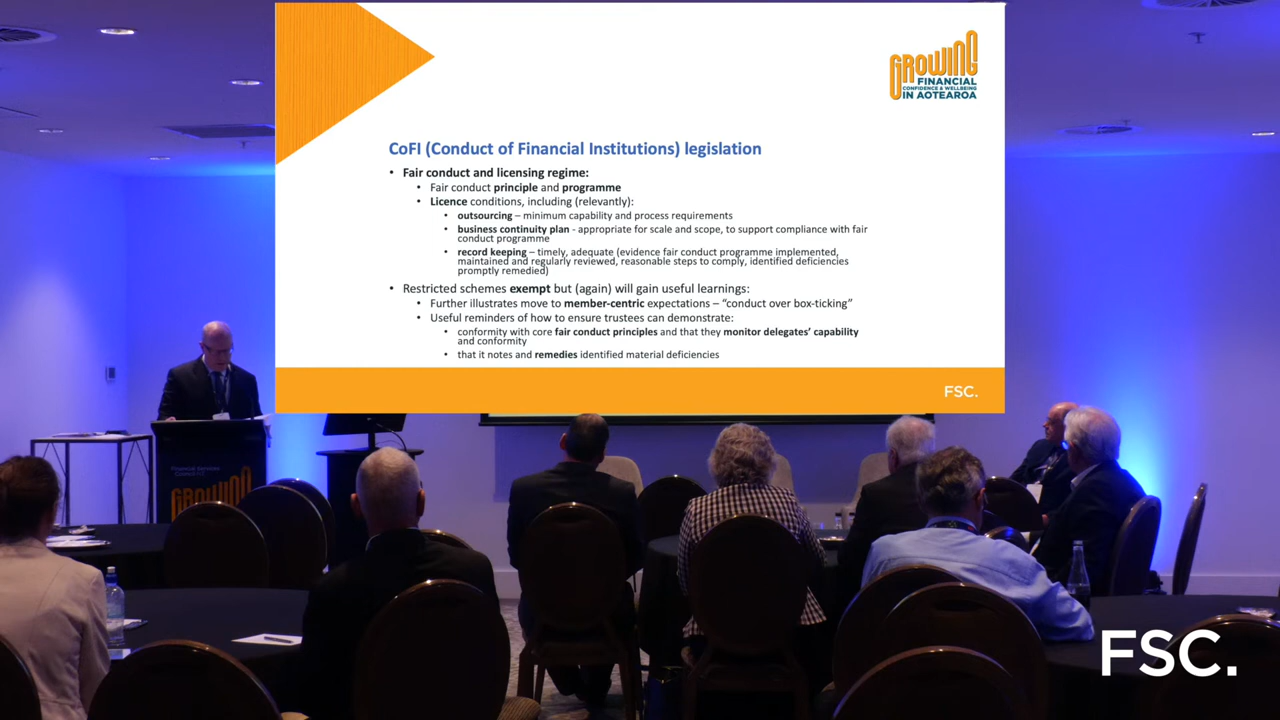 GROWING
FINANCIAL
CONFIDENCE & WELLBEING
IN AOTEAROA
CoFI (Conduct of Financial Institutions) legislation
• Fair conduct and licensing regime:
• Fair conduct principle and programme
• Licence conditions, including (relevantly):
• outsourcing – minimum capability and process requirements
• business continuity plan - appropriate for scale and scope, to support compliance with fair
conduct programme
• record keeping – timely, adequate (evidence fair conduct programme implemented,
maintained and regularly reviewed, reasonable steps to comply, identified deficiencies
promptly remedied)
• Restricted schemes exempt but (again) will gain useful learnings:
• Further illustrates move to member-centric expectations – “conduct over box-ticking”
• Useful reminders of how to ensure trustees can demonstrate:
• conformity with core fair conduct principles and that they monitor delegates’ capability
and conformity
• that it notes and remedies identified material deficiencies
FSC.
Financial Services
GROWING
FSC.